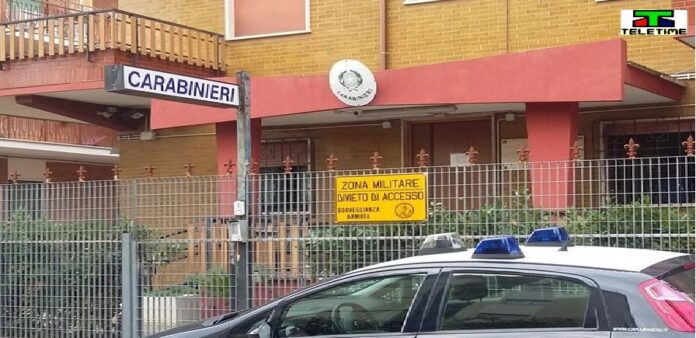 TELETIME
CARABINIERI
CARABINIERI
ZONA MILITARE
DIVIETO DI ACCESSO
SORVEGLIANZA
ARMATA